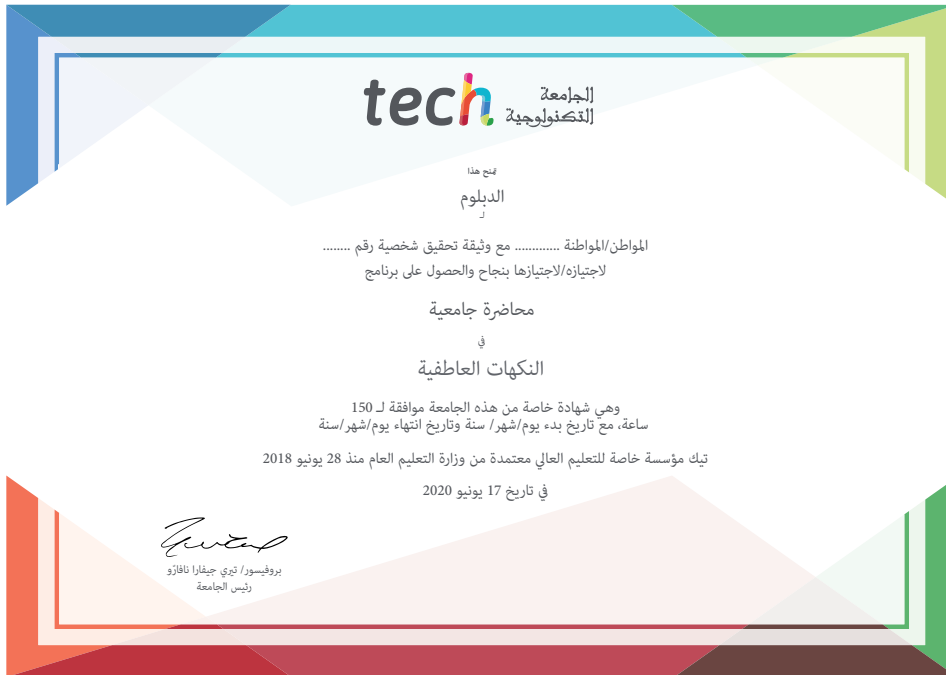 tech الجامعة
التكنولوجية
يمنح هذا
الدبلوم
لـ
المواطن/المواطنة ............ مع وثيقة تحقيق شخصية رقم ........
لاجتيازه/لاجتيازها بنجاح والحصول على برنامج
محاضرة جامعية
في
النكهات العاطفية
وهي شهادة خاصة من هذه الجامعة موافقة لـ 150
ساعة، مع تاريخ بدء يوم/شهر/ سنة وتاريخ انتهاء يوم/شهر/سنة
تيك مؤسسة خاصة للتعليم العالي معتمدة من وزارة التعليم العام منذ 28 يونيو 2018
في تاريخ 17 يونيو 2020
بروفيسور/ تيري جيفارا نافارّو
رئيس الجامعة